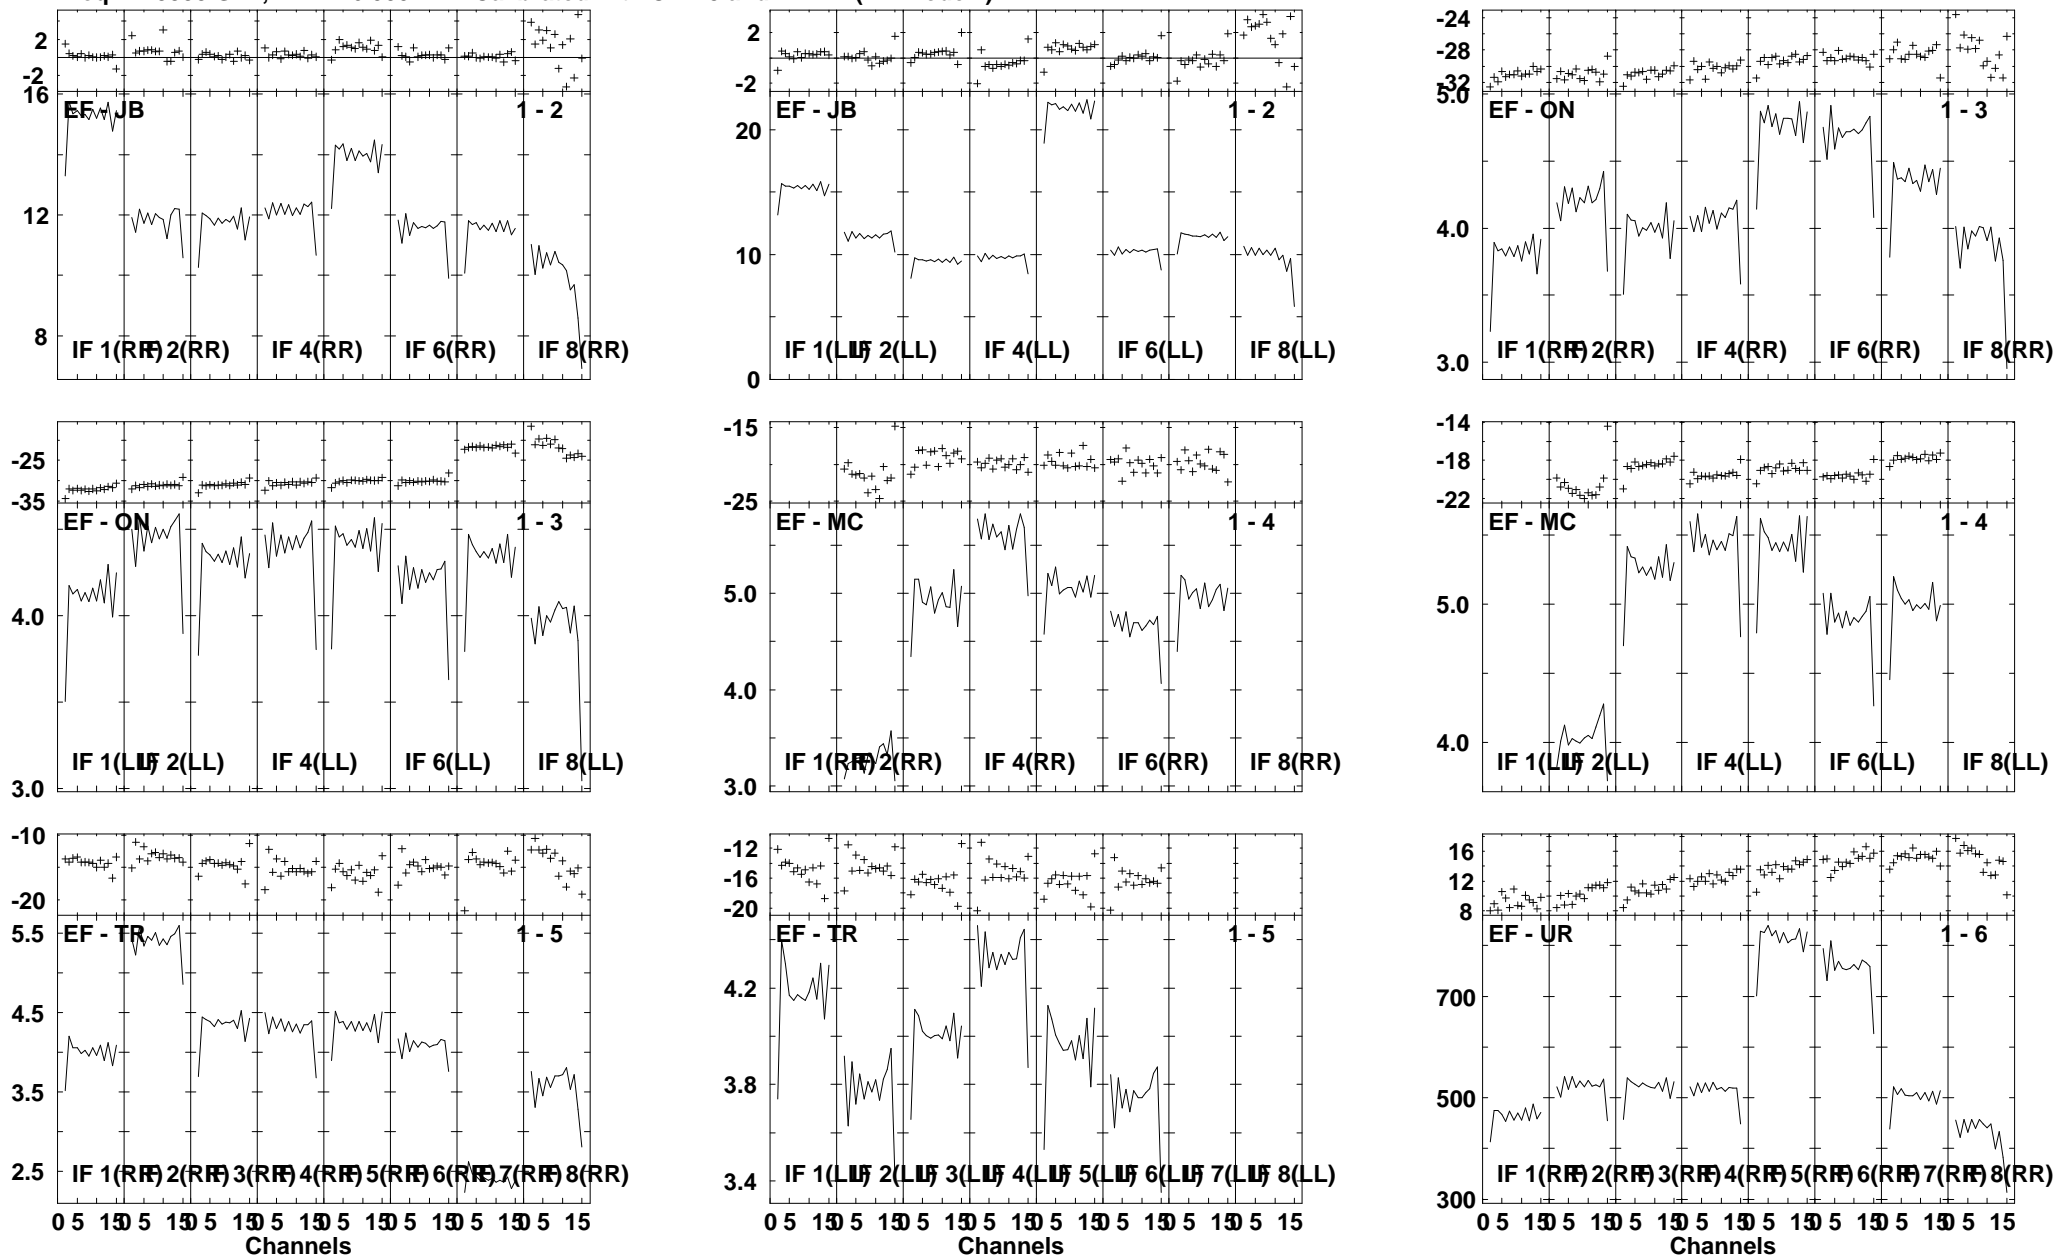 2
-2
16
EF - JB
1 - 2
12
8
IF 1(RR) IF 2(RR) IF 4(RR) IF 6(RR) IF 8(RR)
2
-2
EF - JB
1 - 2
20
10
0
IF 1(LL) IF 2(LL) IF 4(LL) IF 6(LL) IF 8(LL)
-24
-28
-32
5.0
EF - ON
1 - 3
4.0
3.0
IF 1(RR) IF 2(RR) IF 4(RR) IF 6(RR) IF 8(RR)
-25
-35
EF - ON
1 - 3
4.0
3.0
IF 1(LL) IF 2(LL) IF 4(LL) IF 6(LL) IF 8(LL)
-15
-25
EF - MC
1 - 4
5.0
4.0
3.0
IF 1(RR) IF 2(RR) IF 4(RR) IF 6(RR) IF 8(RR)
-14
-18
-22
EF - MC
1 - 4
5.0
4.0
IF 1(LL) IF 2(LL) IF 4(LL) IF 6(LL) IF 8(LL)
-10
-20
EF - TR
1 - 5
5.5
4.5
3.5
2.5
IF 1(RR) IF 2(RR) IF 3(RR) IF 4(RR) IF 5(RR) IF 6(RR) IF 7(RR) IF 8(RR)
0 5 15 0 5 15 0 5 15 0 5 15 0 5 15 0 5 15 0 5 15 0 5 15
Channels
-12
-16
-20
EF - TR
1 - 5
4.2
3.8
3.4
IF 1(LL) IF 2(LL) IF 3(LL) IF 4(LL) IF 5(LL) IF 6(LL) IF 7(LL) IF 8(LL)
0 5 15 0 5 15 0 5 15 0 5 15 0 5 15 0 5 15 0 5 15 0 5 15
Channels
16
12
8
EF - UR
1 - 6
700
500
300
IF 1(RR) IF 2(RR) IF 3(RR) IF 4(RR) IF 5(RR) IF 6(RR) IF 7(RR) IF 8(RR)
0 5 15 0 5 15 0 5 15 0 5 15 0 5 15 0 5 15 0 5 15 0 5 15
Channels